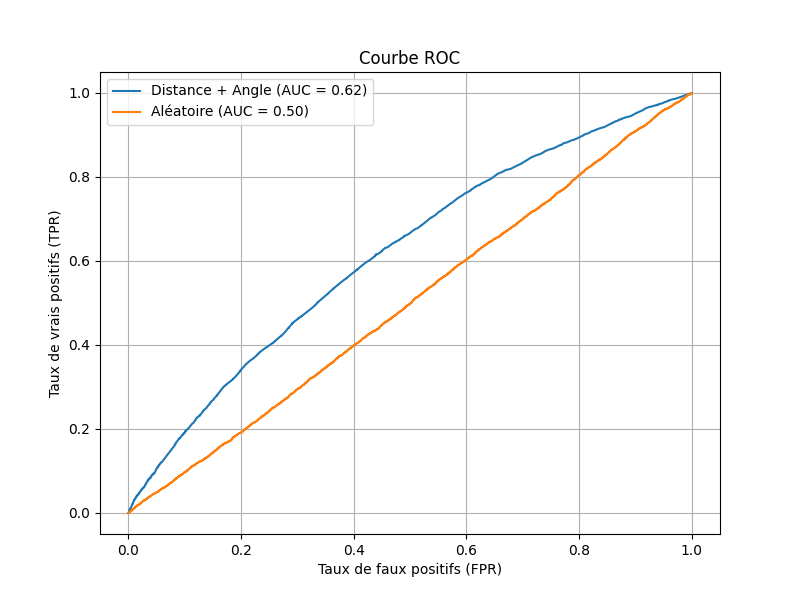 Courbe ROC
Distance + Angle (AUC = 0.62)
Aléatoire (AUC = 0.50)
Taux de vrais positifs (TPR)
1.0
0.8
0.6
0.4
0.2
0.0
0.0 0.2 0.4 0.6 0.8 1.0
Taux de faux positifs (FPR)